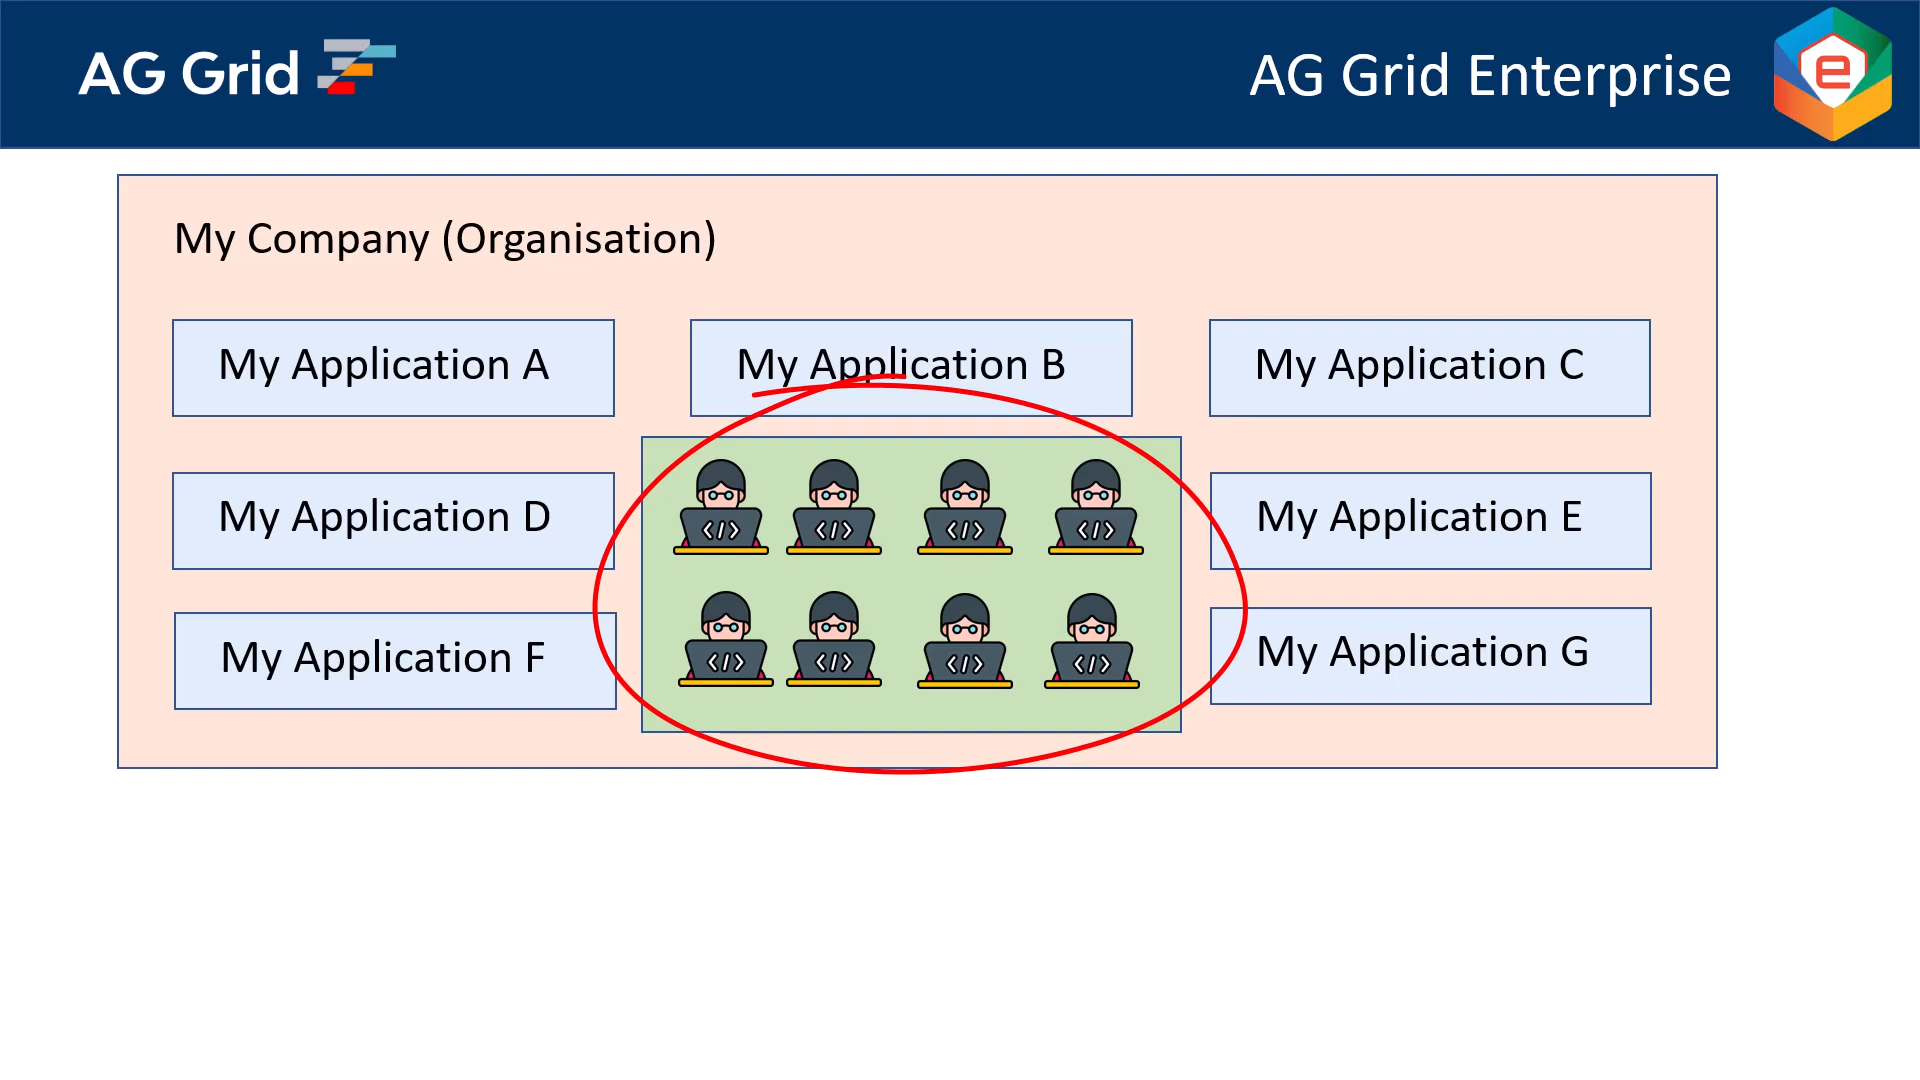 AG Grid
AG Grid Enterprise
e
My Company (Organisation)
My Application A
My Application B
My Application C
My Application D
My Application E
My Application F
My Application G
</>
</>
</>
</>
</>
</>
</>
</>